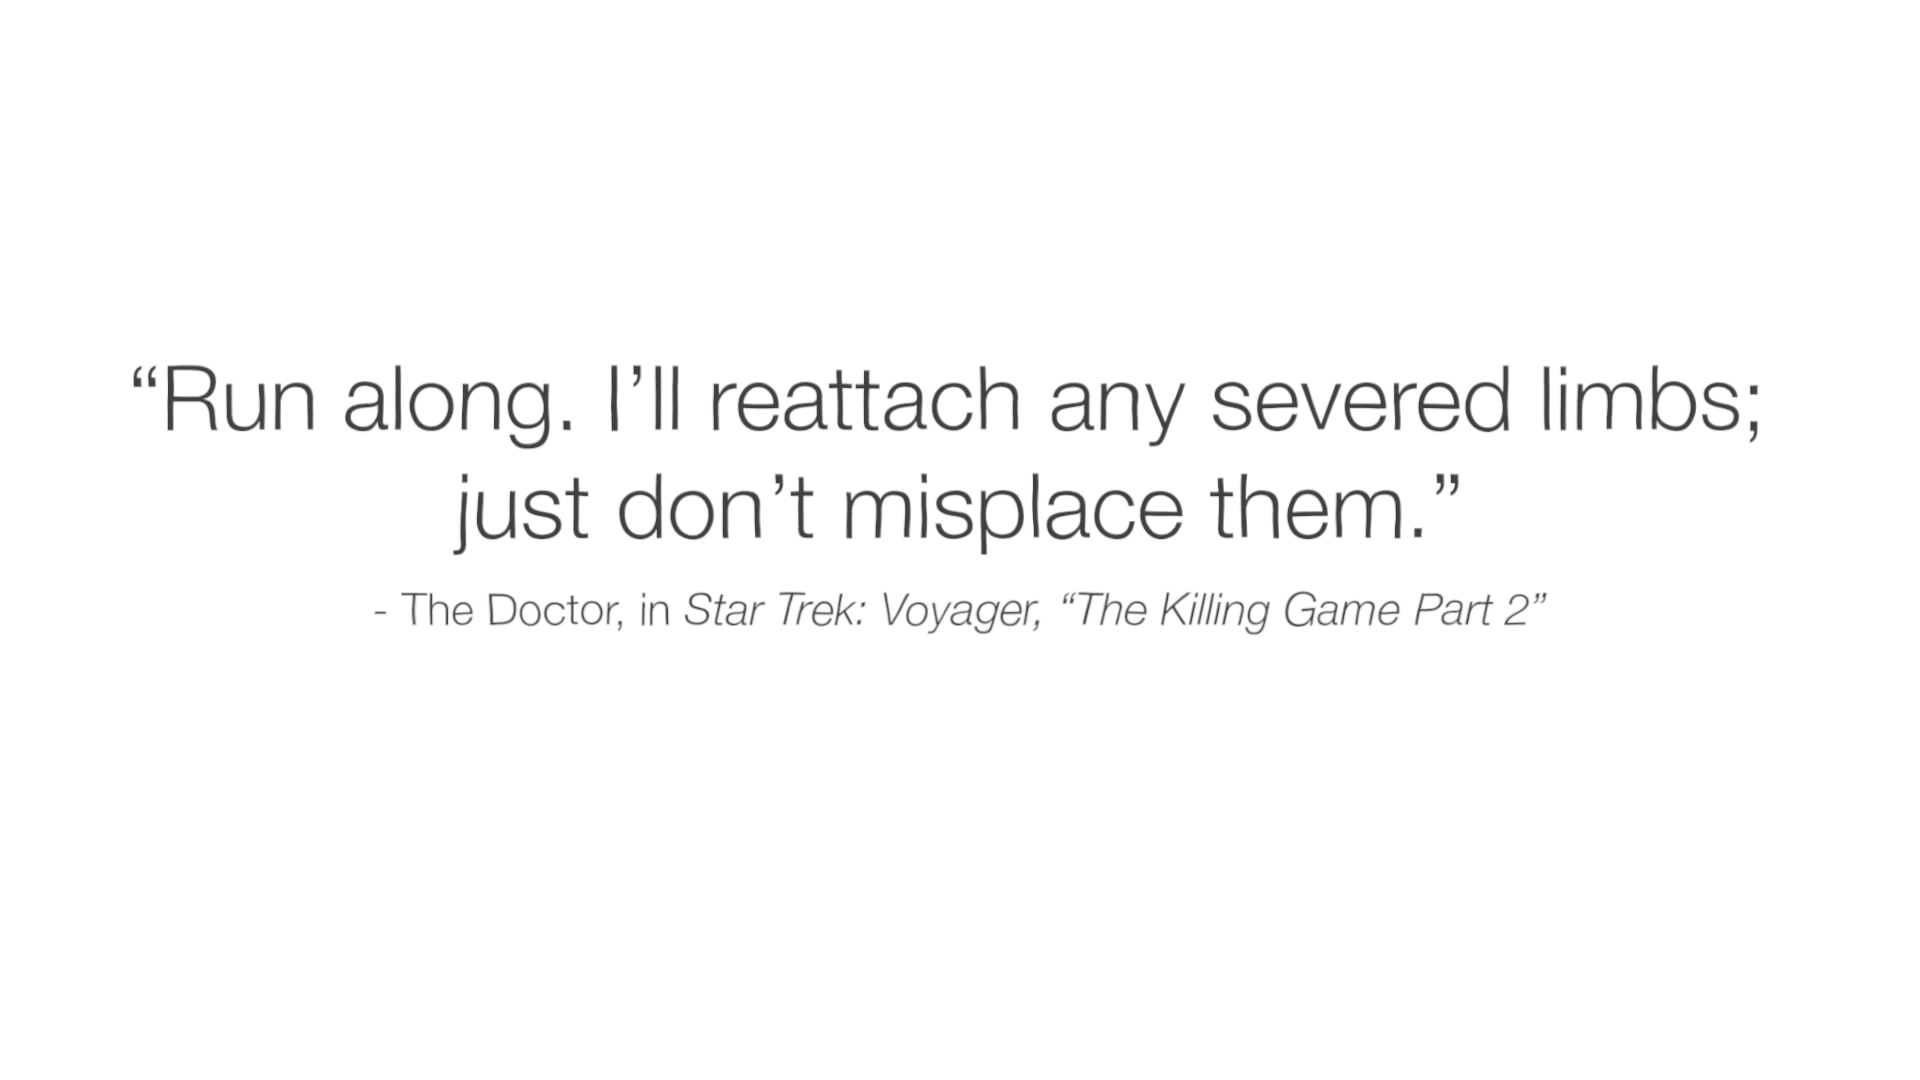 “Run along. I’ll reattach any severed limbs;
just don’t misplace them.”
- The Doctor, in Star Trek: Voyager, “The Killing Game Part 2”